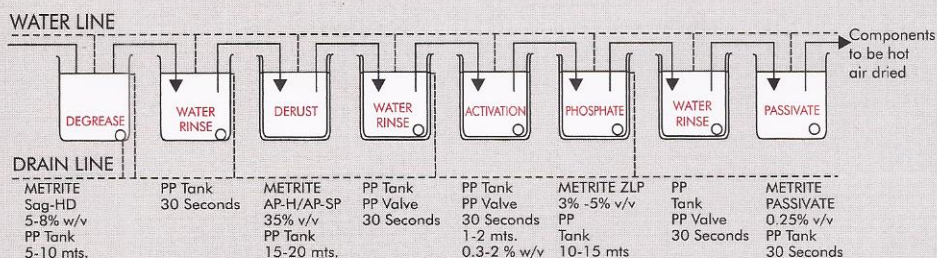 WATER LINE
Components
to be hot
air dried
DEGREASE
WATER
RINSE
DERUST
WATER
RINSE
ACTIVATION
PHOSPHATE
WATER
RINSE
PASSIVATE
DRAIN LINE
METRITE
Sag-HD
5-8% w/v
PP Tank
5-10 mts.
PP Tank
30 Seconds
METRITE
AP-H/AP-SP
35% v/v
PP Tank
15-20 mts.
PP Tank
PP Valve
30 Seconds
PP Tank
PP Valve
30 Seconds
1-2 mts.
0.3-2 % w/v
METRITE ZLP
3% -5% v/v
PP
Tank
10-15 mts
PP
Tank
PP Valve
30 Seconds
METRITE
PASSIVATE
0.25% v/v
PP Tank
30 Seconds